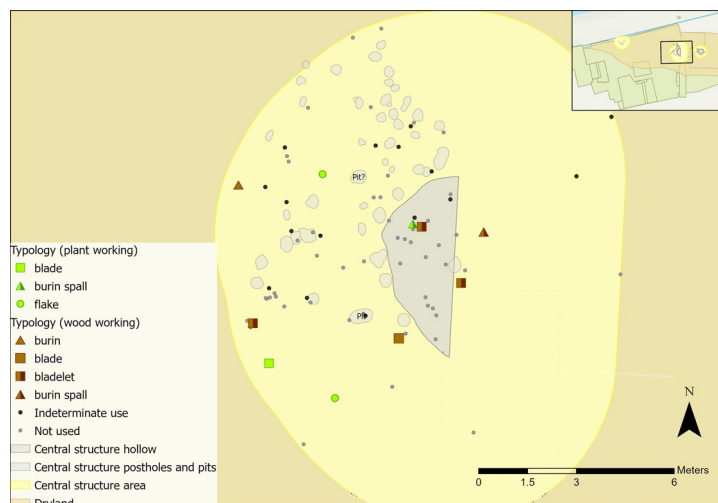 Pit?
Typology (plant working)
blade
burin spall
flake
Typology (wood working)
burin
blade
bladelet
burin spall
Indeterminate use
Not used
Central structure hollow
Central structure postholes and pits
Central structure area
Dryland
Pit
N
0 1.5 3 6 Meters